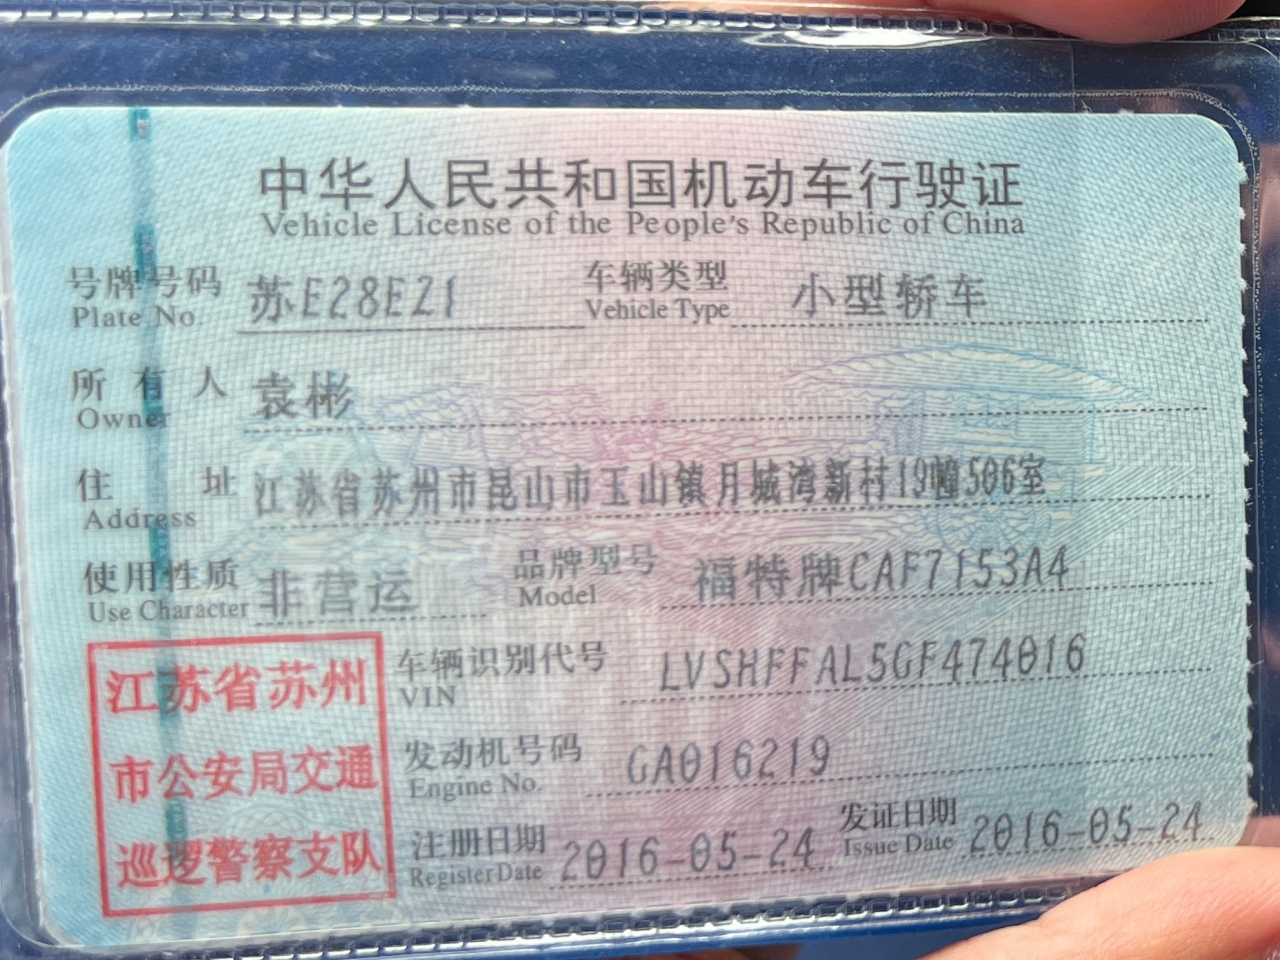 中华人民共和国机动车行驶证
Vehicle License of the People's Republic of China
号牌号码 苏E28E21 车辆类型 小型轿车
Plate No. Vehicle Type
所有人 袁彬
Owner
住址 江苏省苏州市昆山市玉山镇月城湾新村19幢506室
Address
使用性质 非营运 品牌型号 福特牌CAF7153A4
Use Character Model
车辆识别代号 LVSHFFAL5GF474016
VIN
发动机号码 GA016219
Engine No.
注册日期 2016-05-24 发证日期 2016-05-24
Register Date Issue Date
江苏省苏州
市公安局交通
巡逻警察支队